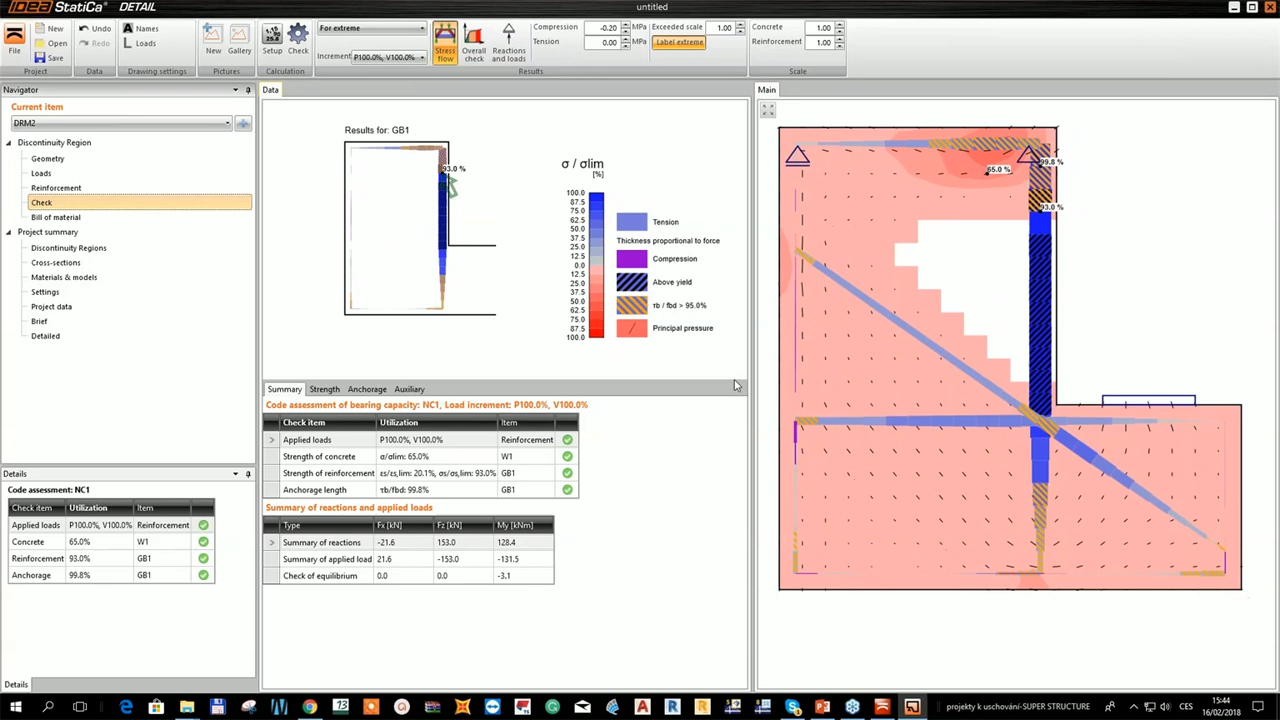 IDEA StatiCa DETAIL
untitled
File
New
Open
Save
Project
Undo
Redo
Data
Names
Loads
Drawing settings
New
Gallery
Pictures
Setup
Check
Calculation
For extreme
Increment P100.0%, V100.0%
Stress flow
Overall check
Reactions and loads
Compression -0.20 MPa
Tension 0.00 MPa
Exceeded scale 1.00
Label extreme
Results
Concrete 1.00
Reinforcement 1.00
Scale
Navigator
Current item
DRM2
Discontinuity Region
Geometry
Loads
Reinforcement
Check
Bill of material
Project summary
Discontinuity Regions
Cross-sections
Materials & models
Settings
Project data
Brief
Detailed
Details
Code assessment: NC1
Check item Utilization Item
Applied loads P100.0%, V100.0% Reinforcement
Concrete 65.0% W1
Reinforcement 93.0% GB1
Anchorage 99.8% GB1
Details
Data
Results for: GB1
93.0 %
σ / σlim
[%]
100.0
87.5
75.0
62.5
50.0
37.5
25.0
12.5
0.0
12.5
25.0
37.5
50.0
62.5
75.0
87.5
100.0
Tension
Thickness proportional to force
Compression
Above yield
τb / fbd > 95.0%
Principal pressure
Summary Strength Anchorage Auxiliary
Code assessment of bearing capacity: NC1, Load increment: P100.0%, V100.0%
Check item Utilization Item
Applied loads P100.0%, V100.0% Reinforcement
Strength of concrete σ/σlim: 65.0% W1
Strength of reinforcement εs/εs,lim: 20.1%, σs/σs,lim: 93.0% GB1
Anchorage length τb/fbd: 99.8% GB1
Summary of reactions and applied loads
Type Fx [kN] Fz [kN] My [kNm]
Summary of reactions -21.6 153.0 128.4
Summary of applied load 21.6 -153.0 -131.5
Check of equilibrium 0.0 0.0 -3.1
Main
99.8 %
65.0 %
93.0 %
projekty k uschování-SUPER STRUCTURE
CES
15:44
16/02/2018